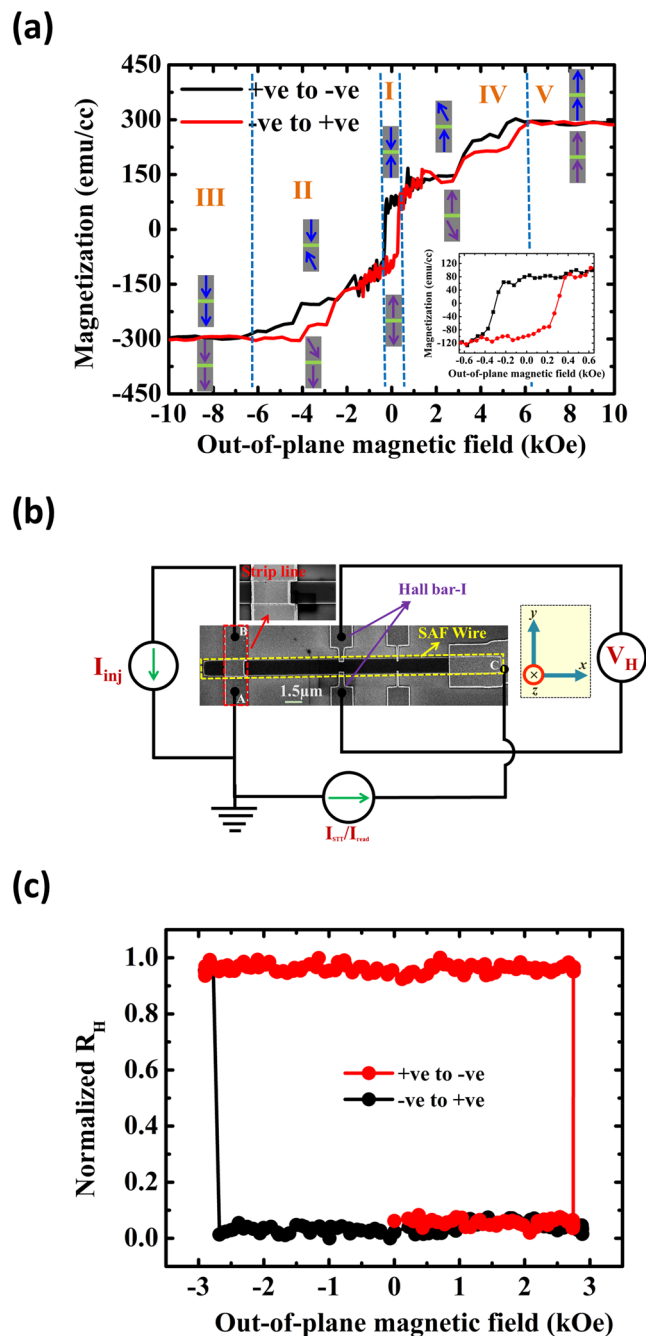 (a)
450
300
150
0
-150
-300
-450
Magnetization (emu/cc)
+ve to -ve
-ve to +ve
I
II
III
IV
V
-10 -8 -6 -4 -2 0 2 4 6 8 10
Out-of-plane magnetic field (kOe)
120
80
40
0
-40
-80
-120
Magnetization (emu/cc)
-0.6 -0.4 -0.2 0.0 0.2 0.4 0.6
Out-of-plane magnetic field (kOe)
(b)
Strip line
Hall bar-I
SAF Wire
B
A
C
1.5μm
I_inj
V_H
y
x
z
I_STT/I_read
(c)
1.0
0.8
0.6
0.4
0.2
0.0
Normalized R_H
+ve to -ve
-ve to +ve
-3 -2 -1 0 1 2 3
Out-of-plane magnetic field (kOe)